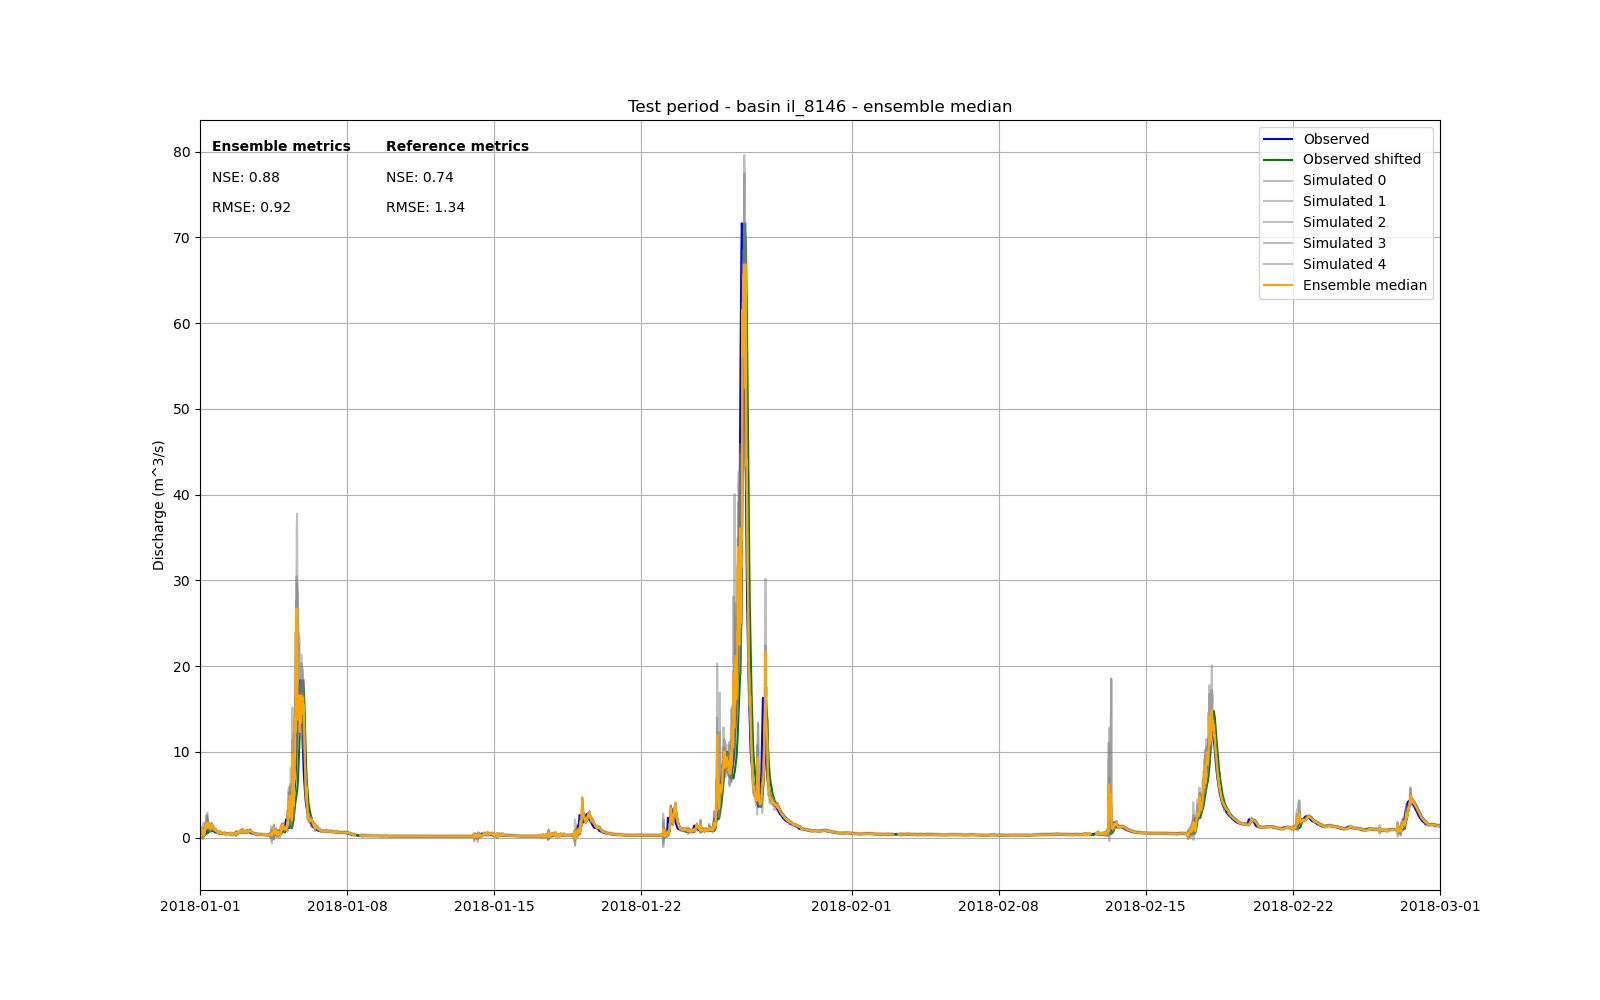 Test period - basin il_8146 - ensemble median
Ensemble metrics
Reference metrics
NSE: 0.88
NSE: 0.74
RMSE: 0.92
RMSE: 1.34
Observed
Observed shifted
Simulated 0
Simulated 1
Simulated 2
Simulated 3
Simulated 4
Ensemble median
Discharge (m^3/s)
80
70
60
50
40
30
20
10
0
2018-01-01
2018-01-08
2018-01-15
2018-01-22
2018-02-01
2018-02-08
2018-02-15
2018-02-22
2018-03-01